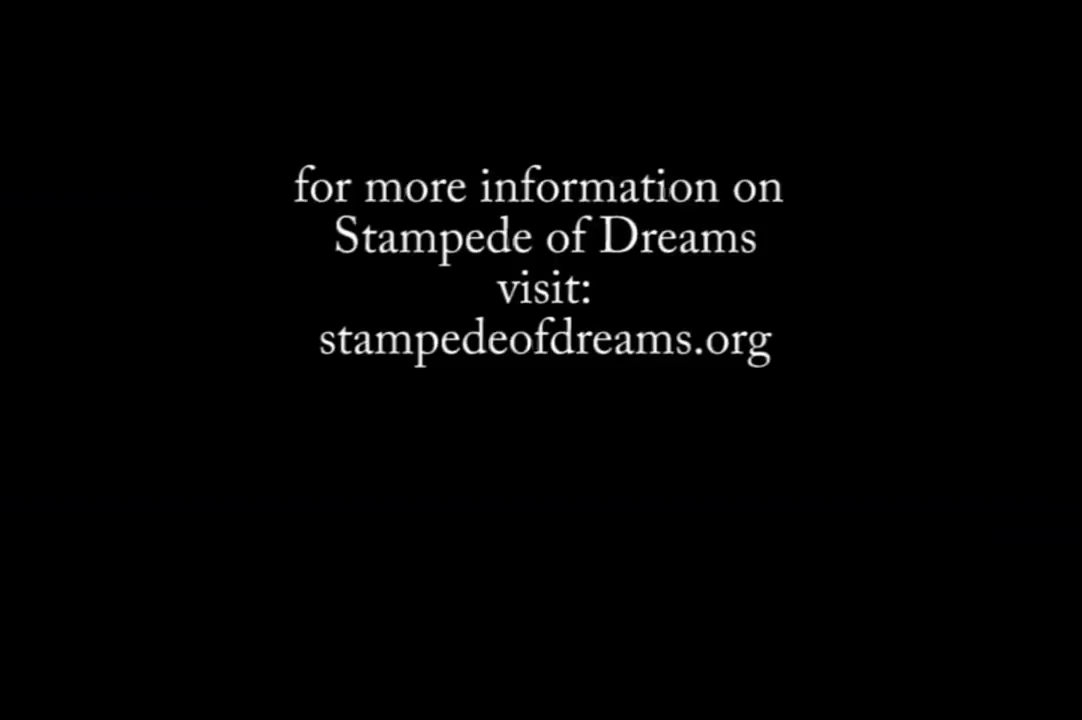 for more information on
Stampede of Dreams
visit:
stampedeofdreams.org